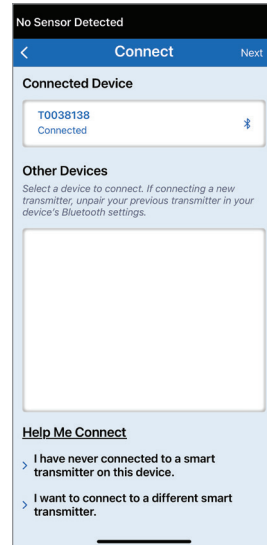 No Sensor Detected
Connect
Next
Connected Device
T0038138
Connected
Other Devices
Select a device to connect. If connecting a new
transmitter, unpair your previous transmitter in your
device's Bluetooth settings.
Help Me Connect
I have never connected to a smart
transmitter on this device.
I want to connect to a different smart
transmitter.